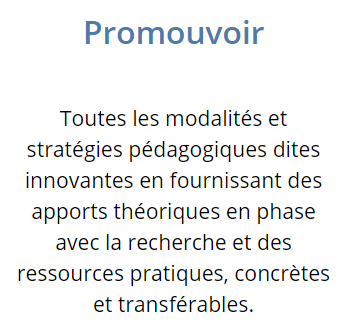 Promouvoir
Toutes les modalités et
stratégies pédagogiques dites
innovantes en fournissant des
apports théoriques en phase
avec la recherche et des
ressources pratiques, concrètes
et transférables.